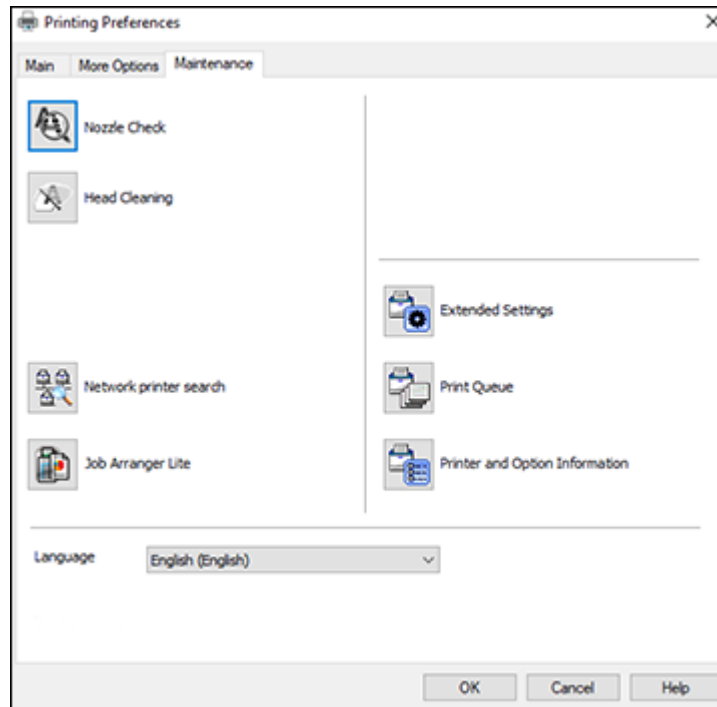 Printing Preferences
Main More Options Maintenance
Nozzle Check
Head Cleaning
Extended Settings
Network printer search
Print Queue
Job Arranger Lite
Printer and Option Information
Language English (English)
OK Cancel Help